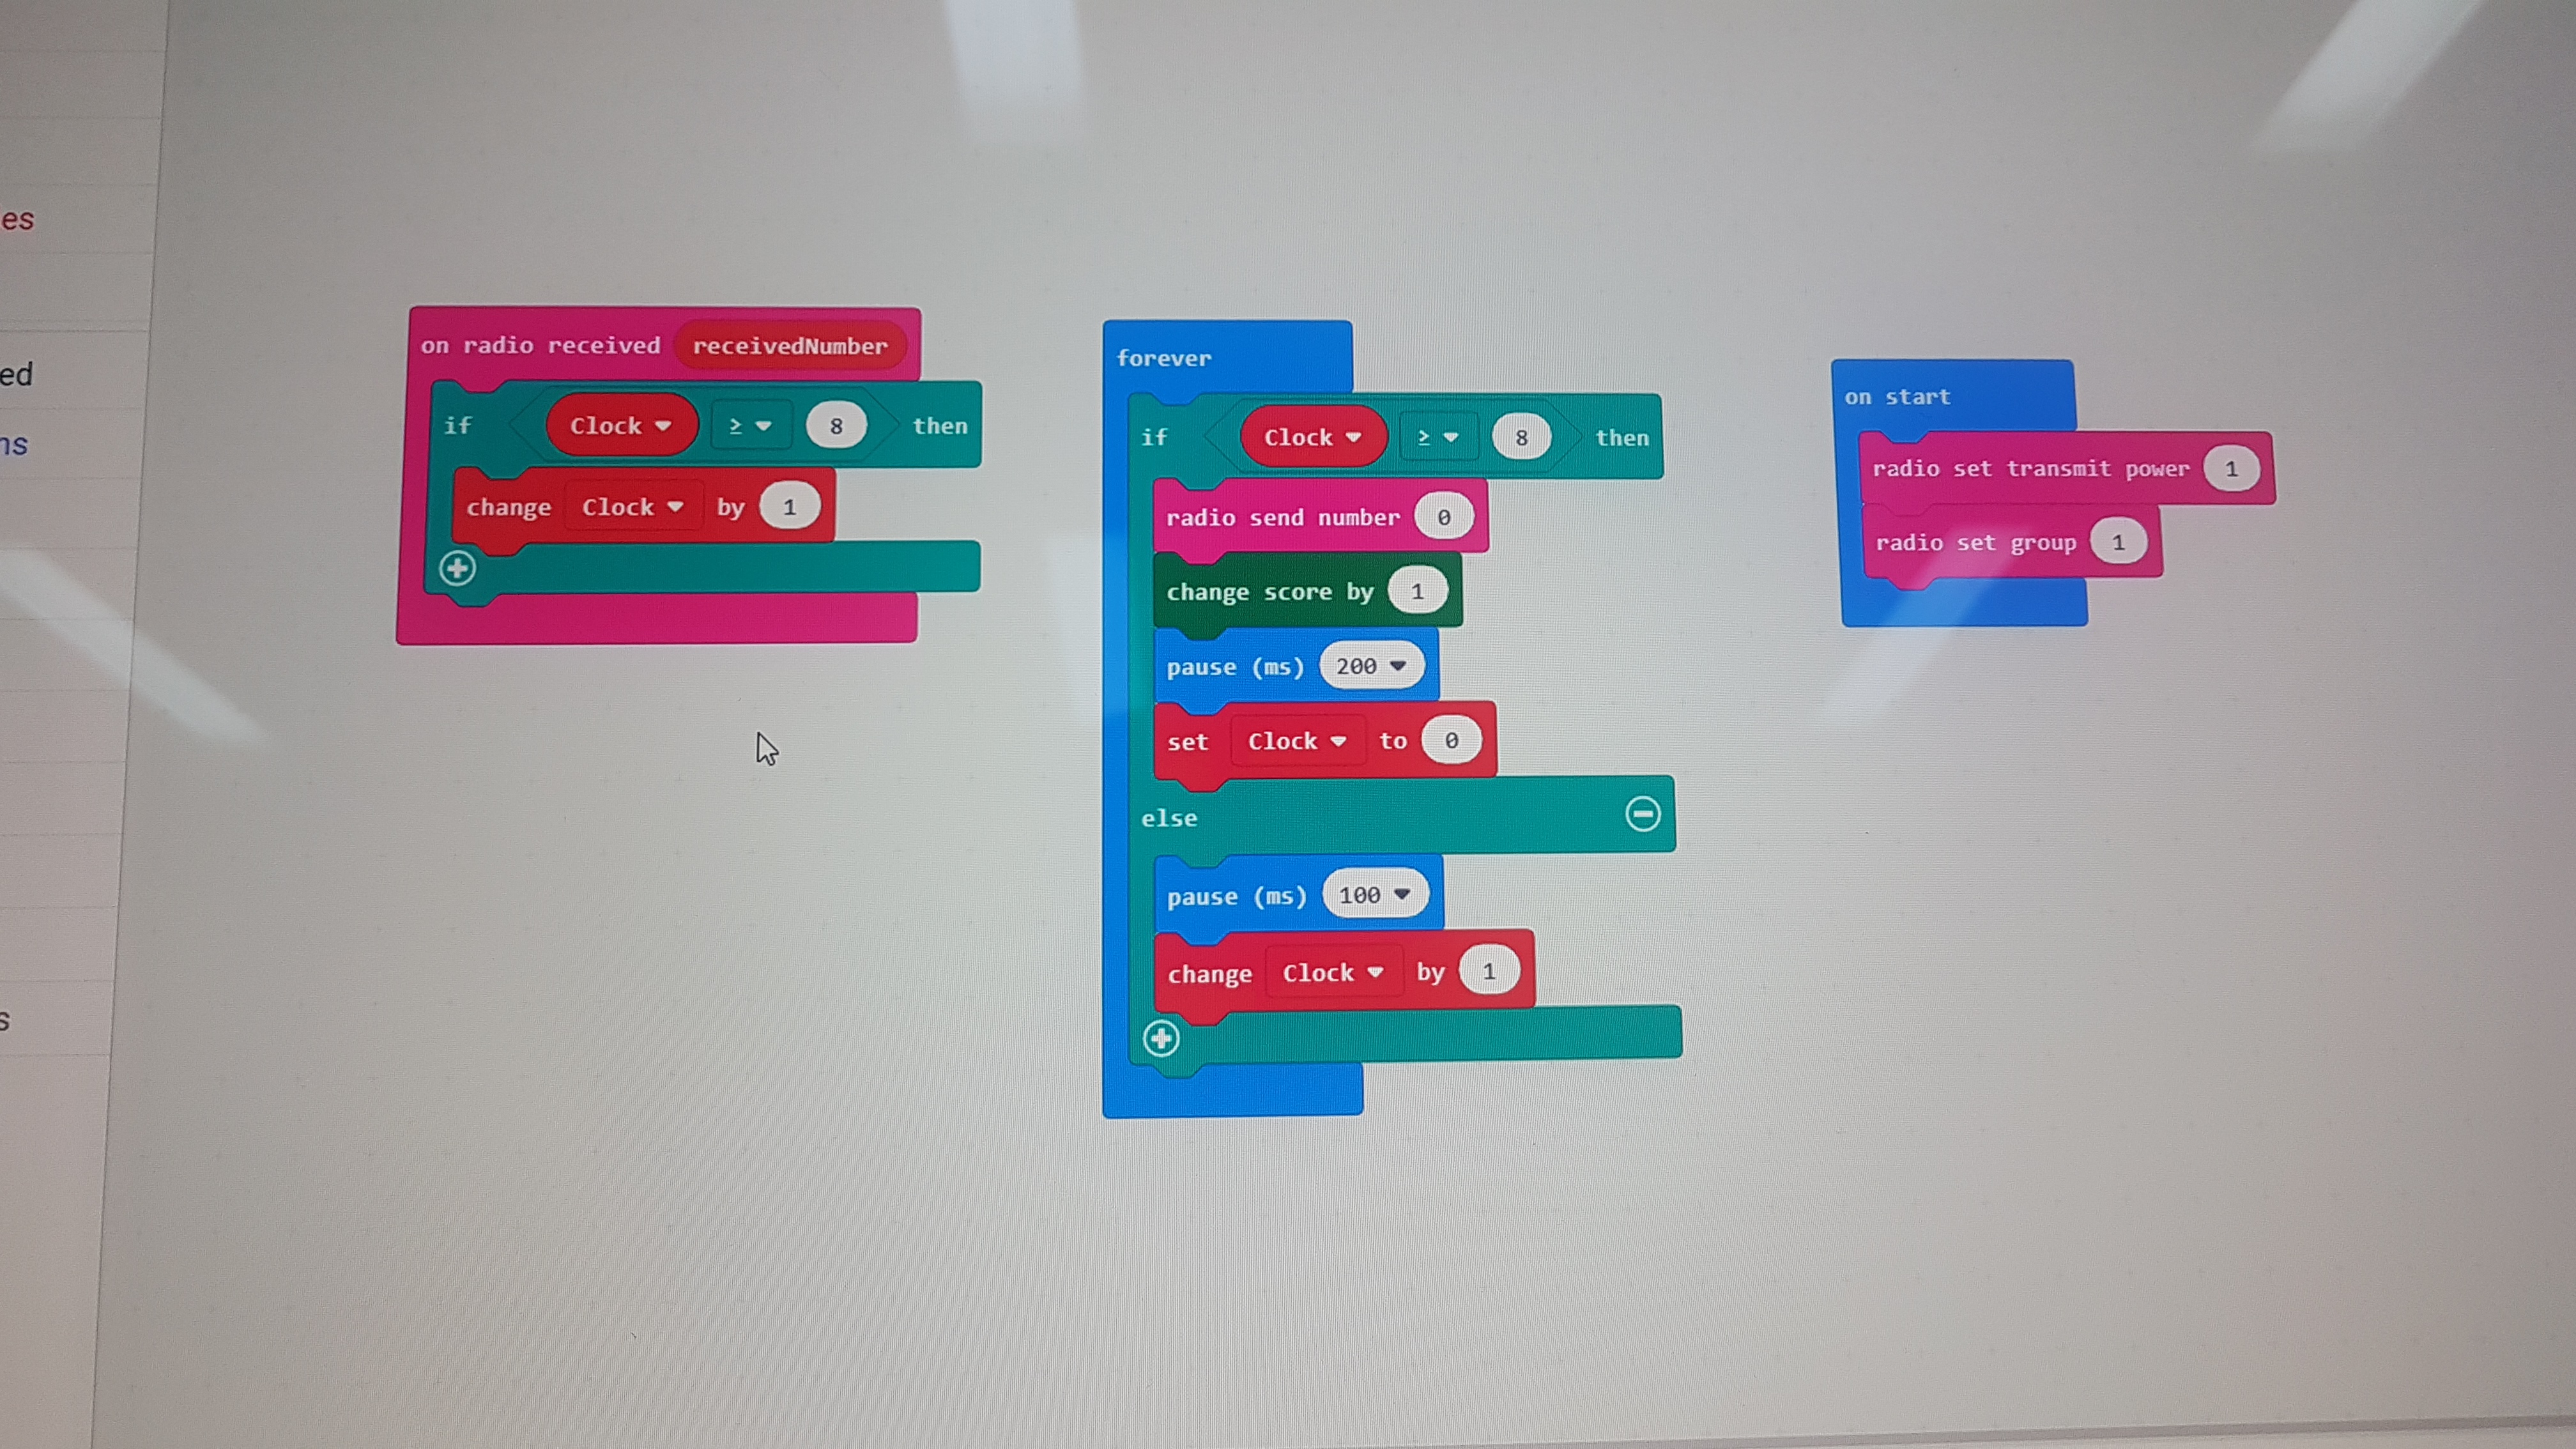 es
ed
ns
s
on radio received receivedNumber
if Clock ≥ 8 then
change Clock by 1
forever
if Clock ≥ 8 then
radio send number 0
change score by 1
pause (ms) 200
set Clock to 0
else
pause (ms) 100
change Clock by 1
on start
radio set transmit power 1
radio set group 1